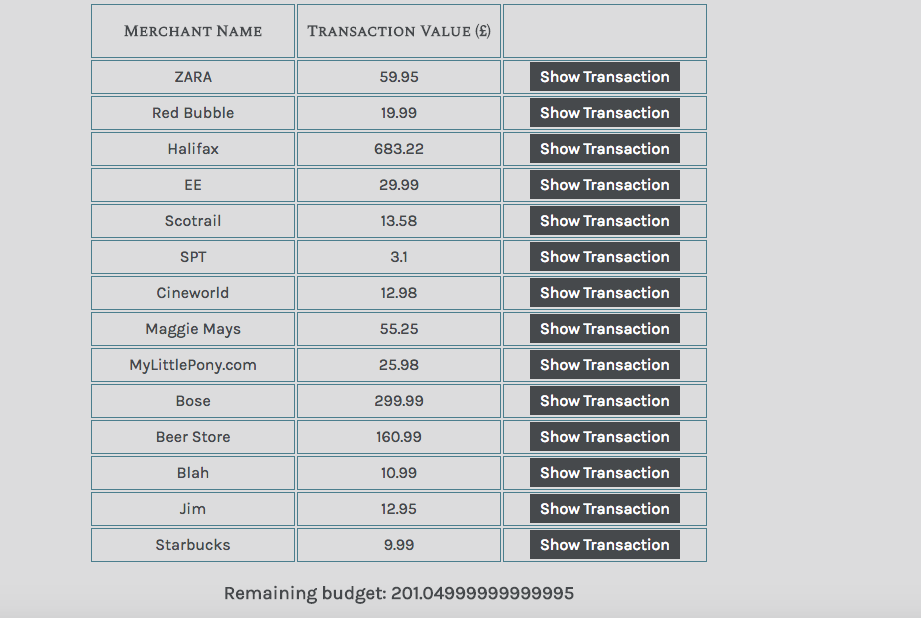 Merchant Name Transaction Value (£)
ZARA 59.95 Show Transaction
Red Bubble 19.99 Show Transaction
Halifax 683.22 Show Transaction
EE 29.99 Show Transaction
Scotrail 13.58 Show Transaction
SPT 3.1 Show Transaction
Cineworld 12.98 Show Transaction
Maggie Mays 55.25 Show Transaction
MyLittlePony.com 25.98 Show Transaction
Bose 299.99 Show Transaction
Beer Store 160.99 Show Transaction
Blah 10.99 Show Transaction
Jim 12.95 Show Transaction
Starbucks 9.99 Show Transaction
Remaining budget: 201.04999999999995